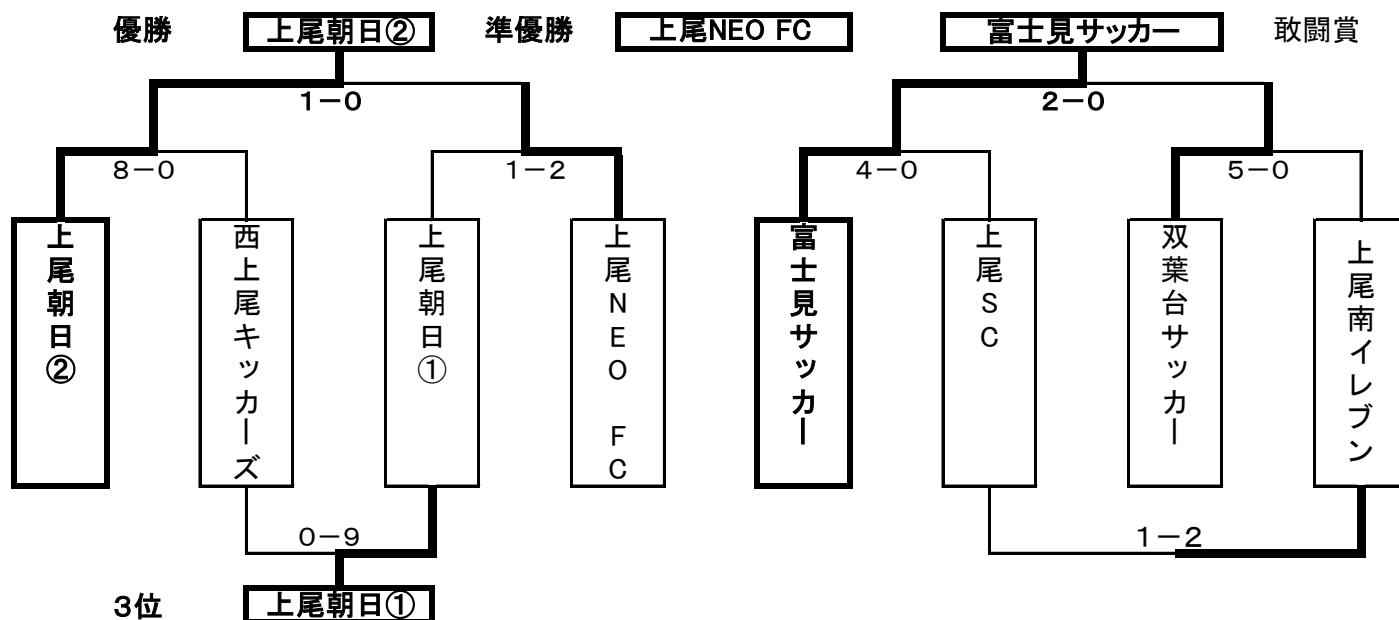 優勝 上尾朝日② 準優勝 上尾NEO FC 富士見サッカー 敢闘賞
1－0 2－0
8－0 1－2 4－0 5－0
上尾朝日②
西上尾キッカーズ
上尾朝日①
上尾NEO FC
富士見サッカー
上尾SC
双葉台サッカー
上尾南イレブン
0－9 1－2
3位 上尾朝日①